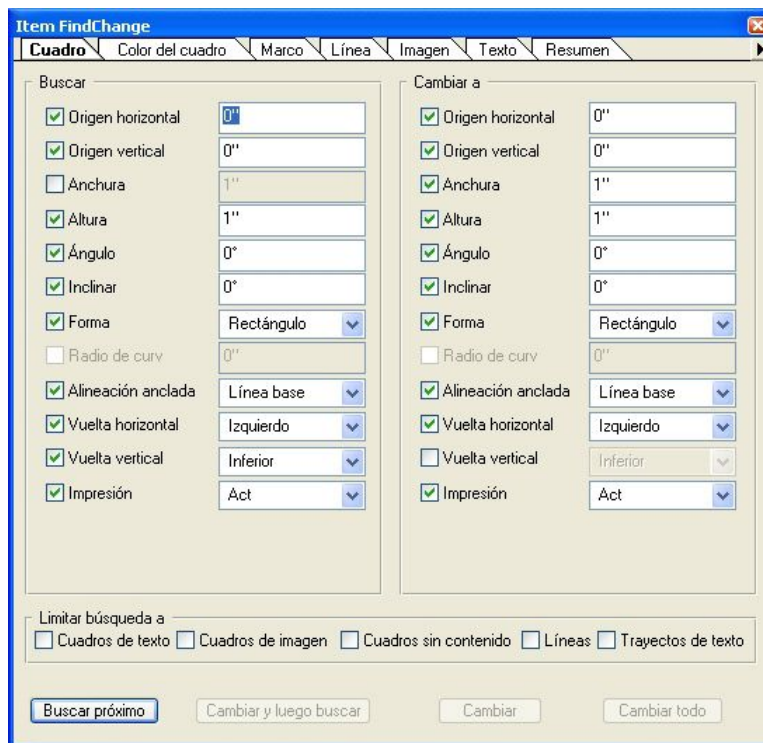 Item FindChange
Cuadro Color del cuadro Marco Línea Imagen Texto Resumen
Buscar Cambiar a
Origen horizontal 0" Origen horizontal 0"
Origen vertical 0" Origen vertical 0"
Anchura 1" Anchura 1"
Altura 1" Altura 1"
Ángulo 0° Ángulo 0°
Inclinar 0° Inclinar 0°
Forma Rectángulo Forma Rectángulo
Radio de curv 0" Radio de curv 0"
Alineación anclada Línea base Alineación anclada Línea base
Vuelta horizontal Izquierdo Vuelta horizontal Izquierdo
Vuelta vertical Inferior Vuelta vertical Inferior
Impresión Act Impresión Act
Limitar búsqueda a
Cuadros de texto Cuadros de imagen Cuadros sin contenido Líneas Trayectos de texto
Buscar próximo Cambiar y luego buscar Cambiar Cambiar todo